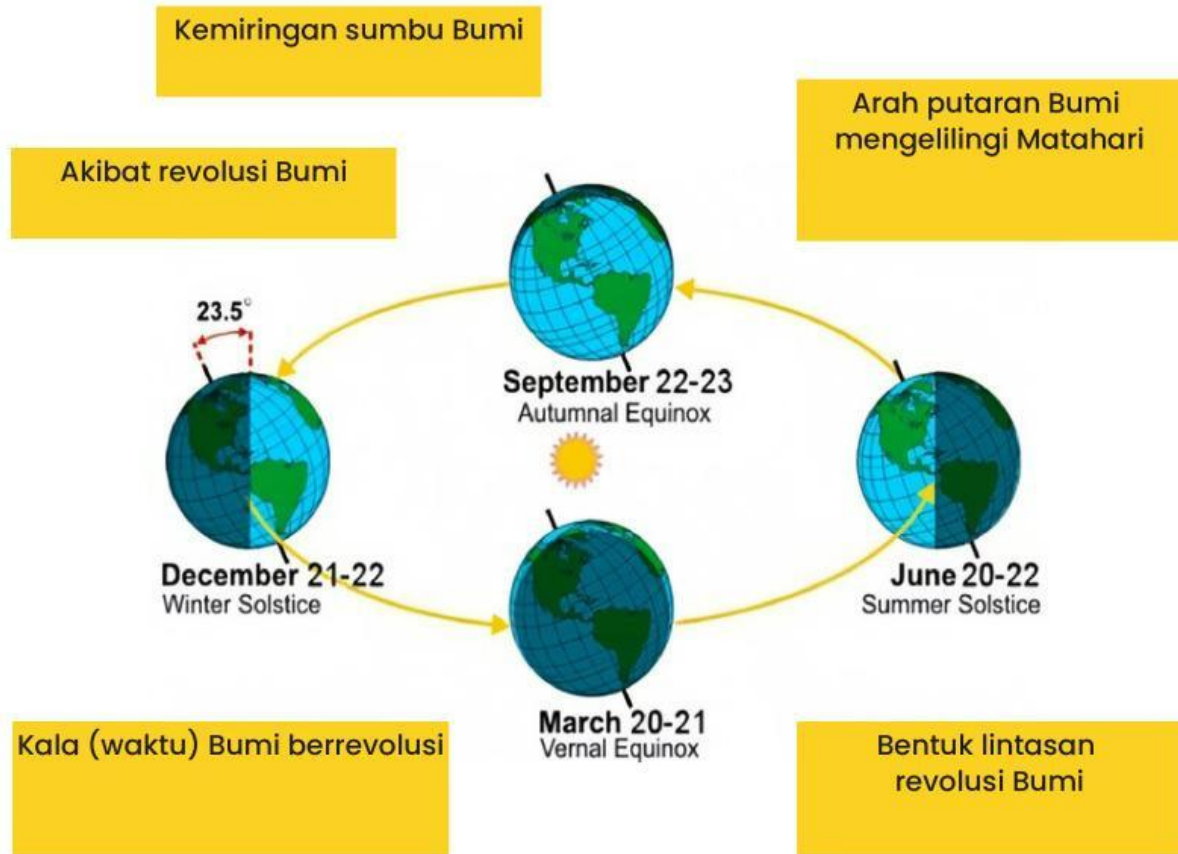 Kemiringan sumbu Bumi
Arah putaran Bumi
mengelilingi Matahari
Akibat revolusi Bumi
23.5°
September 22-23
Autumnal Equinox
December 21-22
Winter Solstice
June 20-22
Summer Solstice
March 20-21
Vernal Equinox
Kala (waktu) Bumi berrevolusi
Bentuk lintasan
revolusi Bumi